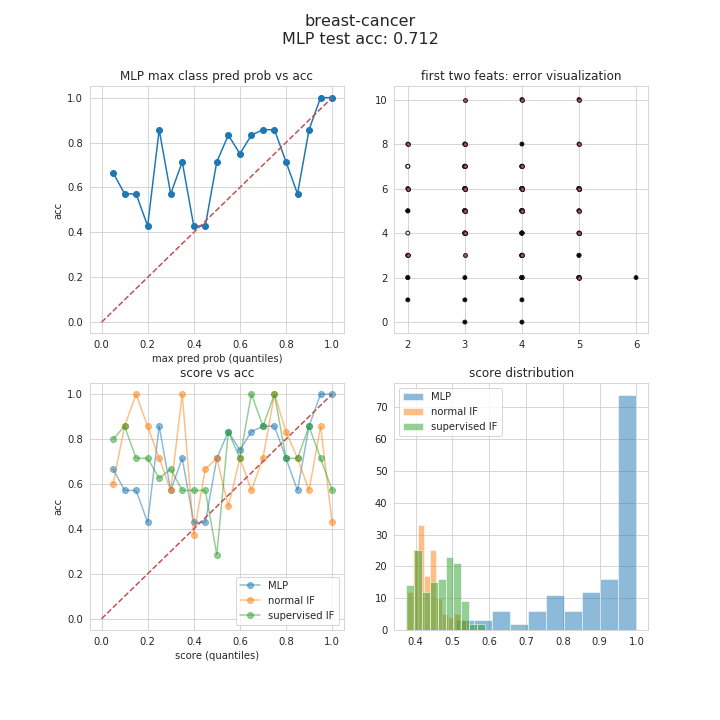 breast-cancer
MLP test acc: 0.712
MLP max class pred prob vs acc
1.0
0.8
0.6
0.4
0.2
0.0
acc
0.0 0.2 0.4 0.6 0.8 1.0
max pred prob (quantiles)
first two feats: error visualization
10
8
6
4
2
0
2 3 4 5 6
score vs acc
1.0
0.8
0.6
0.4
0.2
0.0
acc
MLP
normal IF
supervised IF
0.0 0.2 0.4 0.6 0.8 1.0
score (quantiles)
score distribution
MLP
normal IF
supervised IF
70
60
50
40
30
20
10
0
0.4 0.5 0.6 0.7 0.8 0.9 1.0